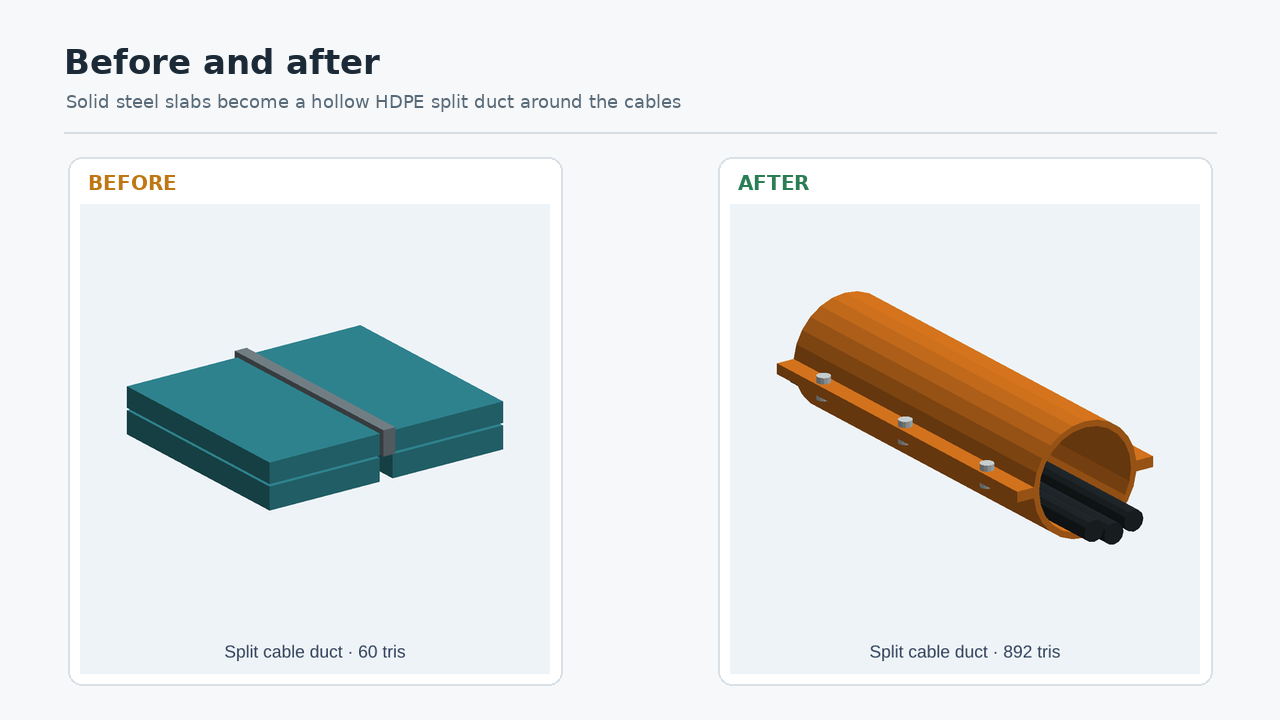 Before and after
Solid steel slabs become a hollow HDPE split duct around the cables
BEFORE
AFTER
Split cable duct · 60 tris
Split cable duct · 892 tris